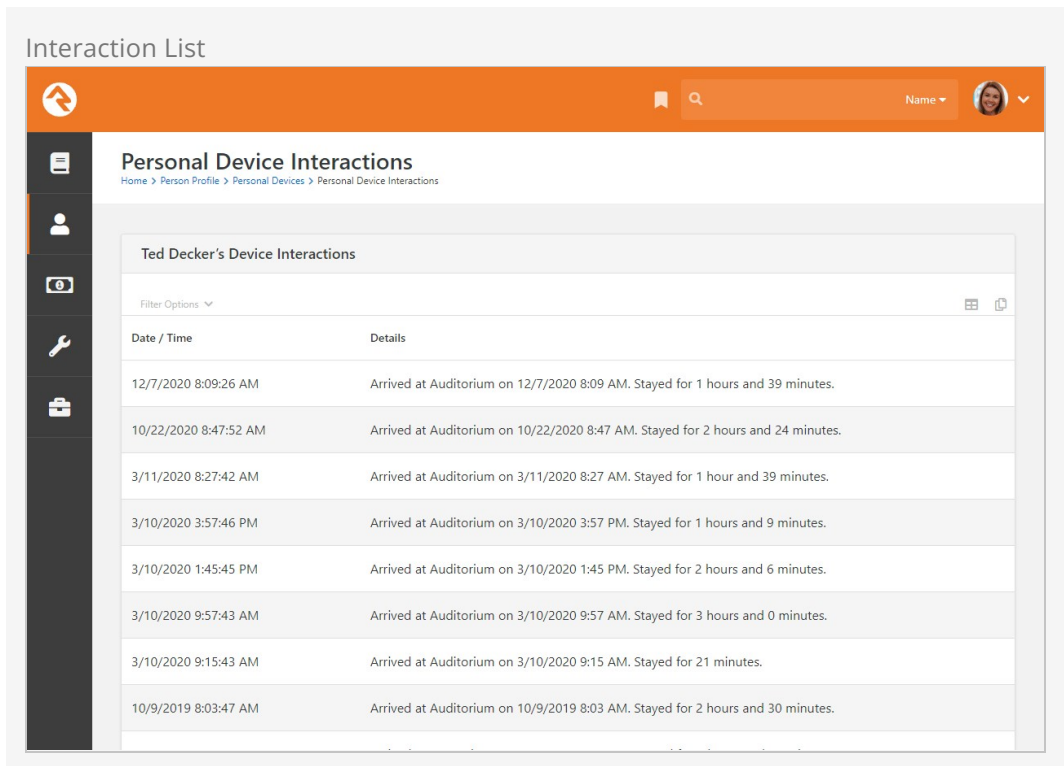 Interaction List
Name
Personal Device Interactions
Home > Person Profile > Personal Devices > Personal Device Interactions
Ted Decker's Device Interactions
Filter Options
Date / Time Details
12/7/2020 8:09:26 AM Arrived at Auditorium on 12/7/2020 8:09 AM. Stayed for 1 hours and 39 minutes.
10/22/2020 8:47:52 AM Arrived at Auditorium on 10/22/2020 8:47 AM. Stayed for 2 hours and 24 minutes.
3/11/2020 8:27:42 AM Arrived at Auditorium on 3/11/2020 8:27 AM. Stayed for 1 hour and 39 minutes.
3/10/2020 3:57:46 PM Arrived at Auditorium on 3/10/2020 3:57 PM. Stayed for 1 hours and 9 minutes.
3/10/2020 1:45:45 PM Arrived at Auditorium on 3/10/2020 1:45 PM. Stayed for 2 hours and 6 minutes.
3/10/2020 9:57:43 AM Arrived at Auditorium on 3/10/2020 9:57 AM. Stayed for 3 hours and 0 minutes.
3/10/2020 9:15:43 AM Arrived at Auditorium on 3/10/2020 9:15 AM. Stayed for 21 minutes.
10/9/2019 8:03:47 AM Arrived at Auditorium on 10/9/2019 8:03 AM. Stayed for 2 hours and 30 minutes.